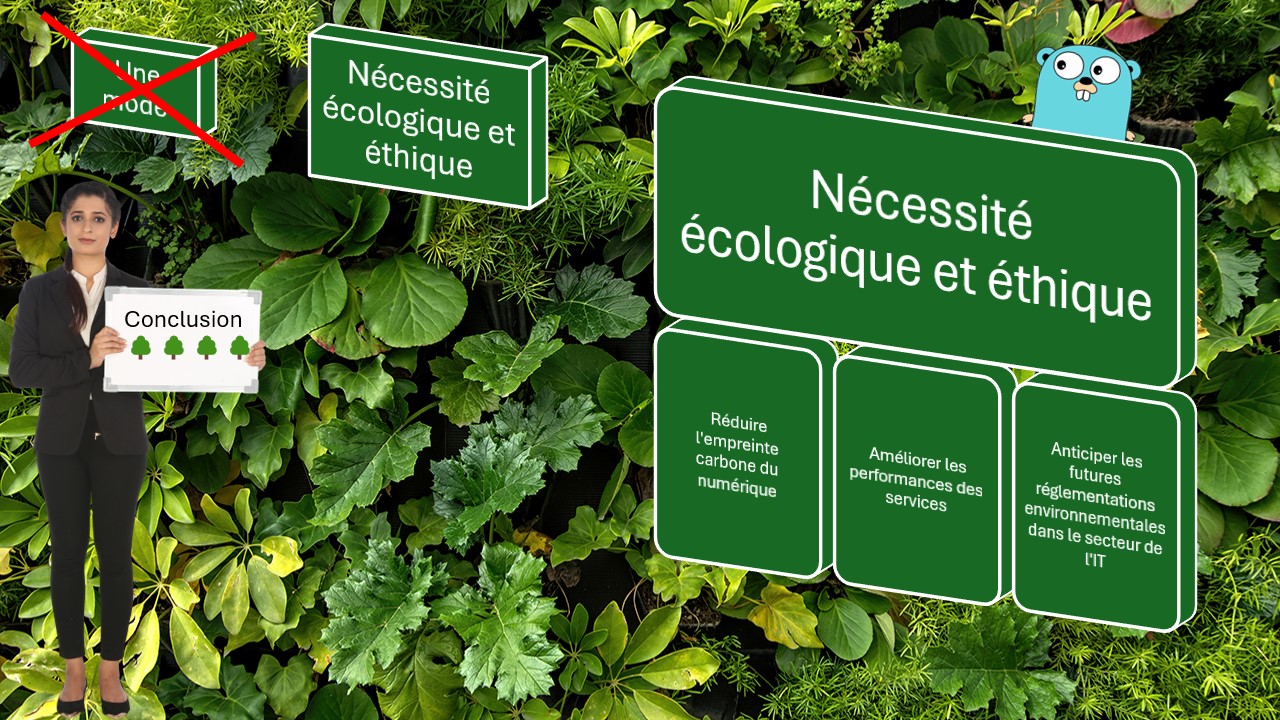 Une
mode
Nécessité
écologique et
éthique
Conclusion
Nécessité
écologique et éthique
Réduire
l'empreinte
carbone du
numérique
Améliorer les
performances des
services
Anticiper les
futures
réglementations
environnementales
dans le secteur de
l'IT